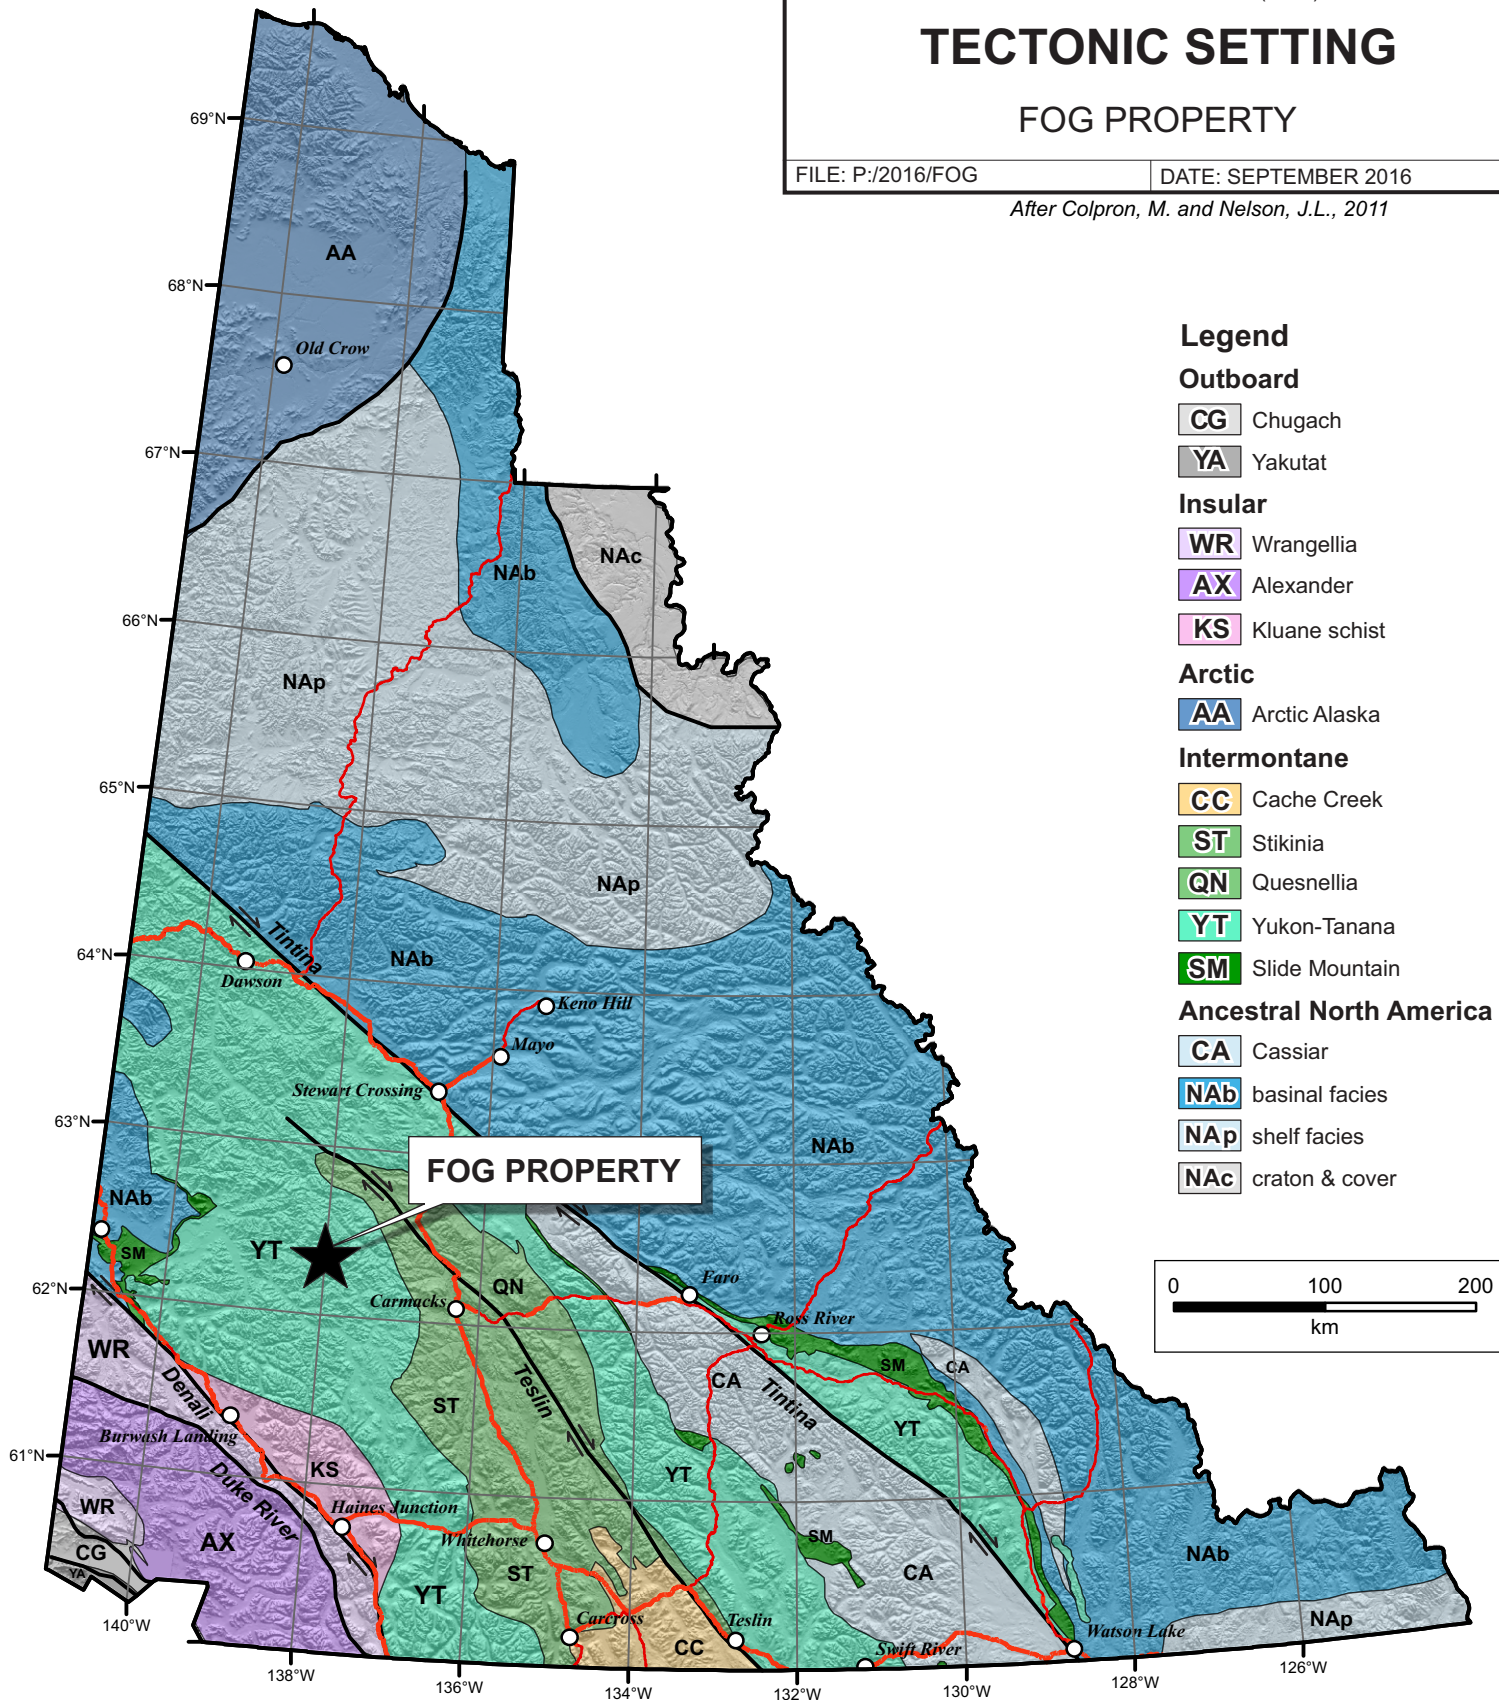 TECTONIC SETTING
FOG PROPERTY
FILE: P:/2016/FOG
DATE: SEPTEMBER 2016
After Colpron, M. and Nelson, J.L., 2011
69°N
68°N
67°N
66°N
65°N
64°N
63°N
62°N
61°N
140°W
138°W
136°W
134°W
132°W
130°W
128°W
126°W
AA
Old Crow
NAb
NAc
NAp
NAp
NAb
Tintina
Dawson
Keno Hill
Mayo
Stewart Crossing
NAb
FOG PROPERTY
NAb
SM
YT
QN
Carmacks
Faro
Ross River
WR
Denali
Burwash Landing
ST
Teslin
CA
Tintina
SM
CA
YT
KS
Duke River
Haines Junction
YT
WR
AX
CG
YA
Whitehorse
ST
YT
SM
CA
NAb
Carcross
CC
Teslin
Swift River
Watson Lake
NAp
Legend
Outboard
CG Chugach
YA Yakutat
Insular
WR Wrangellia
AX Alexander
KS Kluane schist
Arctic
AA Arctic Alaska
Intermontane
CC Cache Creek
ST Stikinia
QN Quesnellia
YT Yukon-Tanana
SM Slide Mountain
Ancestral North America
CA Cassiar
NAb basinal facies
NAp shelf facies
NAc craton & cover
0 100 200
km